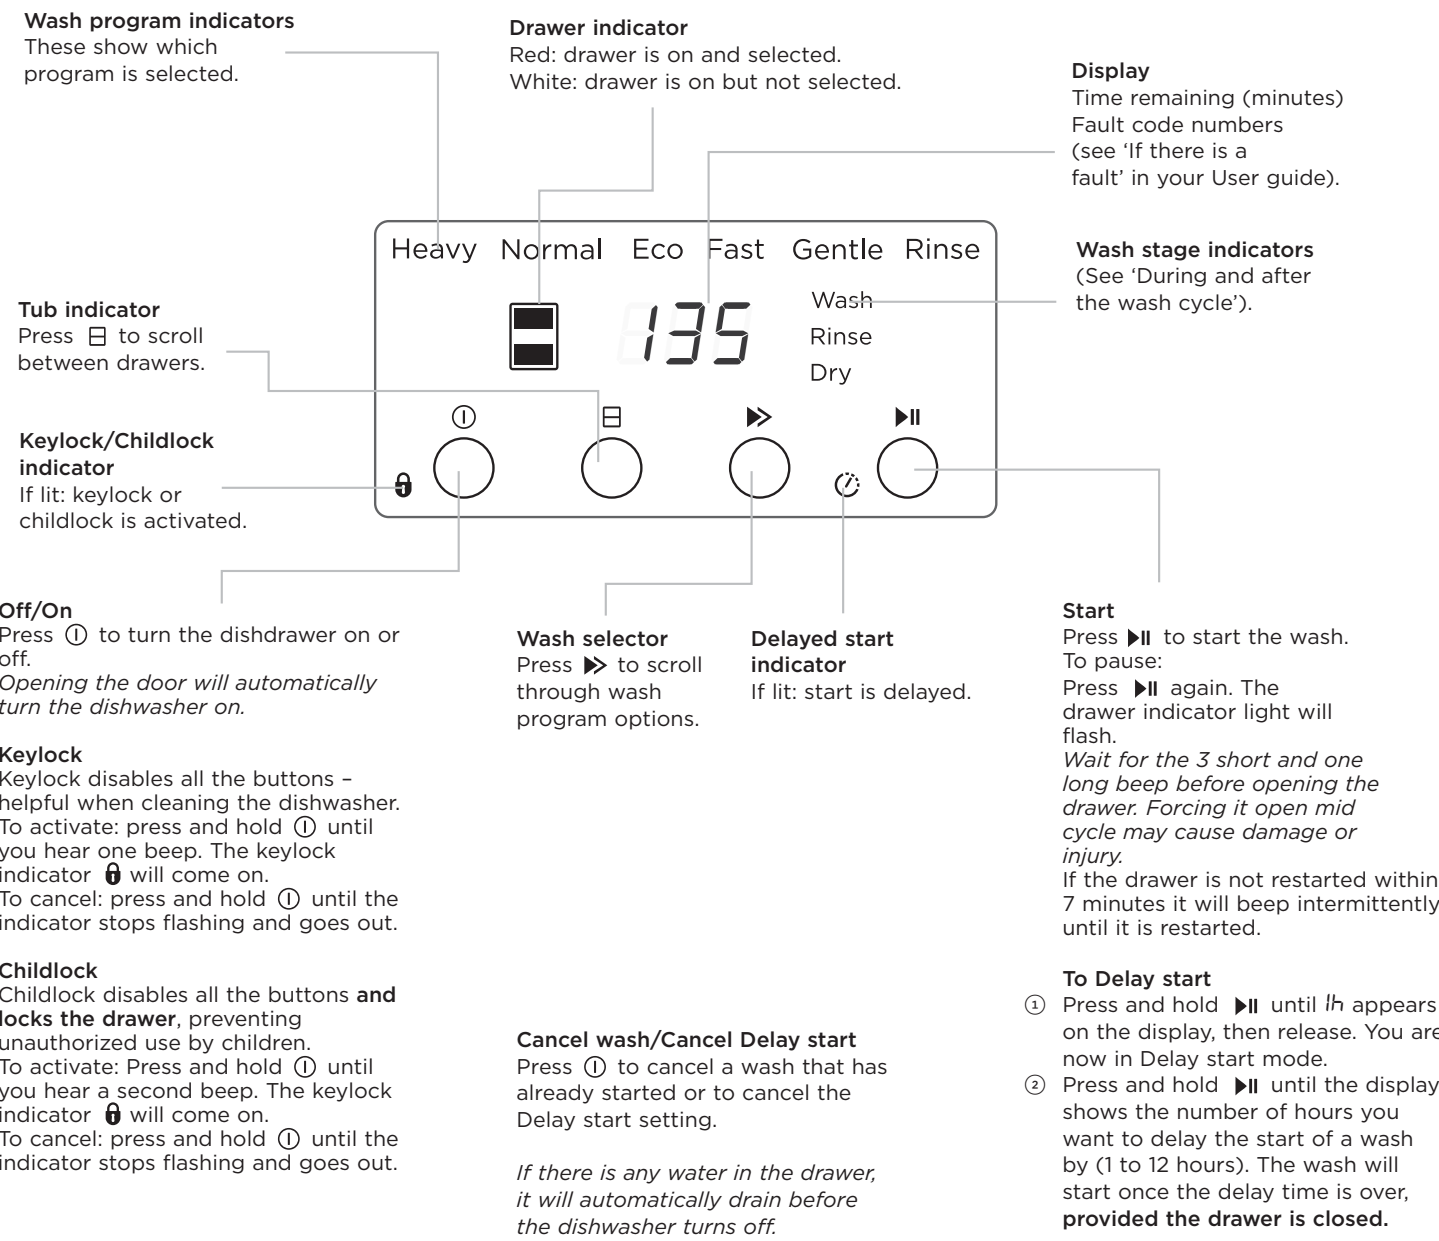 Wash program indicators
These show which
program is selected.
Drawer indicator
Red: drawer is on and selected.
White: drawer is on but not selected.
Display
Time remaining (minutes)
Fault code numbers
(see ‘If there is a
fault’ in your User guide).
Wash stage indicators
(See ‘During and after
the wash cycle’).
Tub indicator
Press to scroll
between drawers.
Keylock/Childlock
indicator
If lit: keylock or
childlock is activated.
Heavy Normal Eco Fast Gentle Rinse
135
Wash
Rinse
Dry
Off/On
Press to turn the dishdrawer on or
off.
Opening the door will automatically
turn the dishwasher on.
Keylock
Keylock disables all the buttons –
helpful when cleaning the dishwasher.
To activate: press and hold until
you hear one beep. The keylock
indicator will come on.
To cancel: press and hold until the
indicator stops flashing and goes out.
Childlock
Childlock disables all the buttons and
locks the drawer, preventing
unauthorized use by children.
To activate: Press and hold until
you hear a second beep. The keylock
indicator will come on.
To cancel: press and hold until the
indicator stops flashing and goes out.
Wash selector
Press to scroll
through wash
program options.
Delayed start
indicator
If lit: start is delayed.
Cancel wash/Cancel Delay start
Press to cancel a wash that has
already started or to cancel the
Delay start setting.
If there is any water in the drawer,
it will automatically drain before
the dishwasher turns off.
Start
Press to start the wash.
To pause:
Press again. The
drawer indicator light will
flash.
Wait for the 3 short and one
long beep before opening the
drawer. Forcing it open mid
cycle may cause damage or
injury.
If the drawer is not restarted within
7 minutes it will beep intermittently
until it is restarted.
To Delay start
① Press and hold until 1h appears
on the display, then release. You are
now in Delay start mode.
② Press and hold until the display
shows the number of hours you
want to delay the start of a wash
by (1 to 12 hours). The wash will
start once the delay time is over,
provided the drawer is closed.